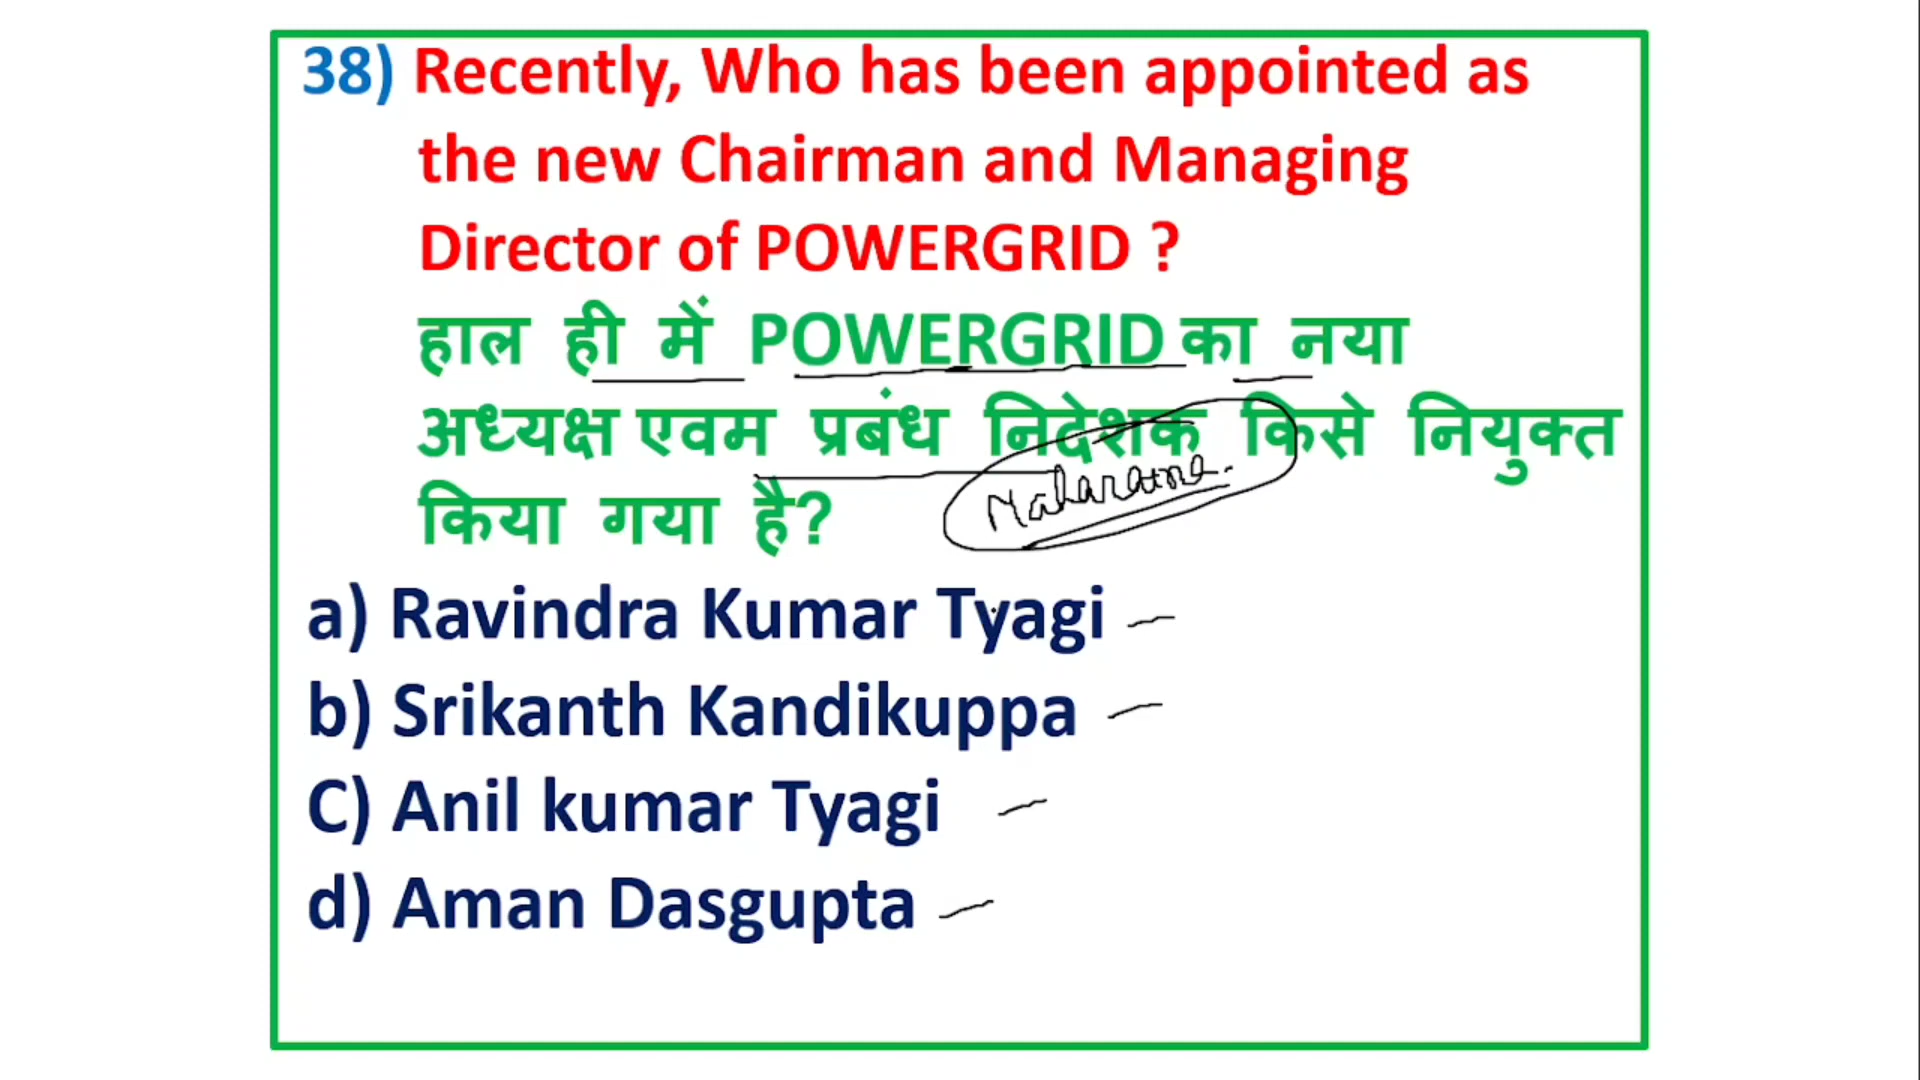 38) Recently, Who has been appointed as
the new Chairman and Managing
Director of POWERGRID ?
हाल ही में POWERGRID का नया
अध्यक्ष एवम प्रबंध निदेशक किसे नियुक्त
किया गया है?
Maharatna
a) Ravindra Kumar Tyagi
b) Srikanth Kandikuppa
C) Anil kumar Tyagi
d) Aman Dasgupta